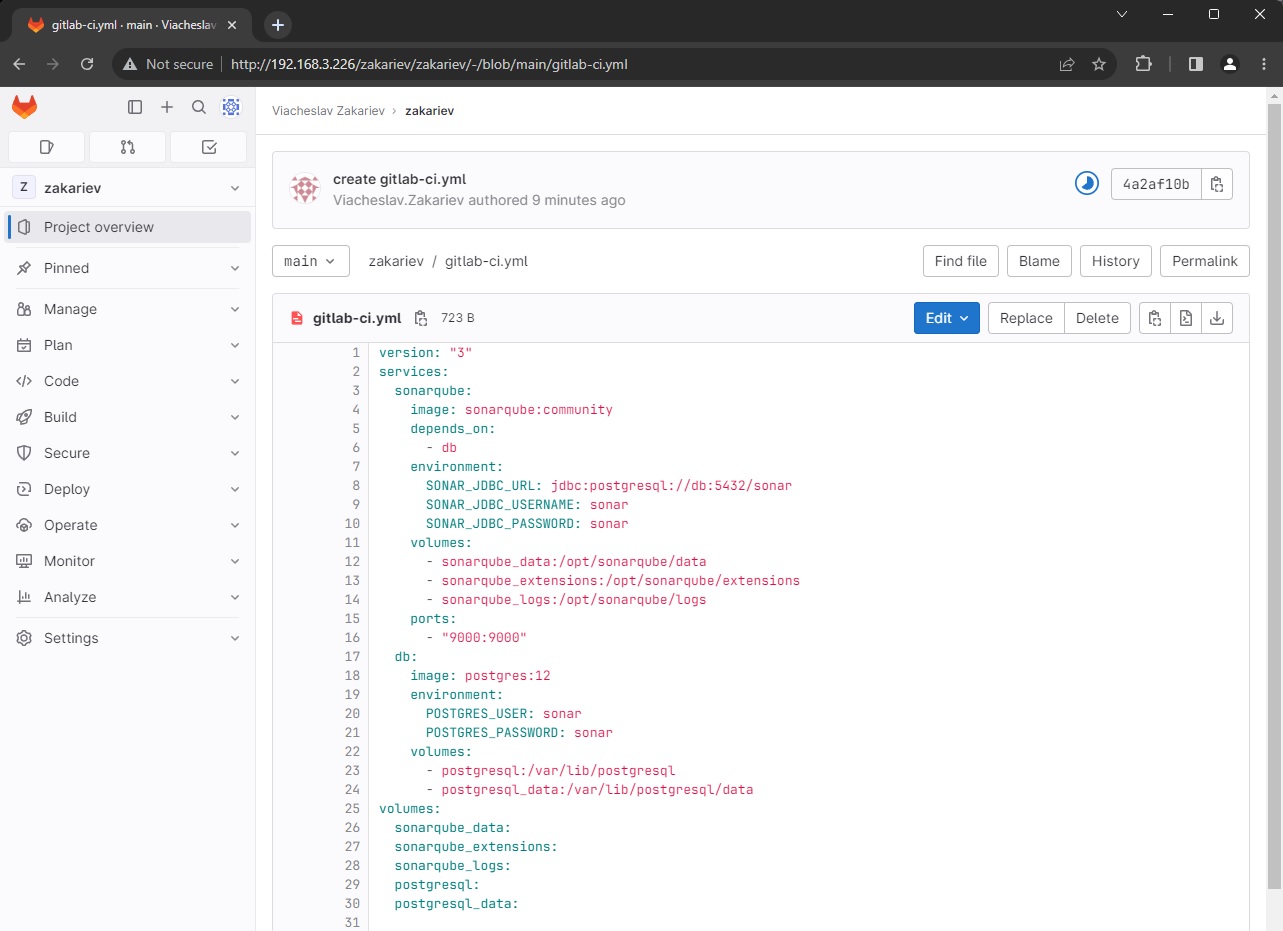 gitlab-ci.yml · main · Viacheslav
Not secure
http://192.168.3.226/zakariev/zakariev/-/blob/main/gitlab-ci.yml
Viacheslav Zakariev › zakariev
Z zakariev
Project overview
Pinned
Manage
Plan
Code
Build
Secure
Deploy
Operate
Monitor
Analyze
Settings
create gitlab-ci.yml
Viacheslav.Zakariev authored 9 minutes ago
4a2af10b
main
zakariev / gitlab-ci.yml
Find file
Blame
History
Permalink
gitlab-ci.yml
723 B
Edit
Replace
Delete
1 version: "3"
2 services:
3   sonarqube:
4     image: sonarqube:community
5     depends_on:
6       - db
7     environment:
8       SONAR_JDBC_URL: jdbc:postgresql://db:5432/sonar
9       SONAR_JDBC_USERNAME: sonar
10       SONAR_JDBC_PASSWORD: sonar
11     volumes:
12       - sonarqube_data:/opt/sonarqube/data
13       - sonarqube_extensions:/opt/sonarqube/extensions
14       - sonarqube_logs:/opt/sonarqube/logs
15     ports:
16       - "9000:9000"
17   db:
18     image: postgres:12
19     environment:
20       POSTGRES_USER: sonar
21       POSTGRES_PASSWORD: sonar
22     volumes:
23       - postgresql:/var/lib/postgresql
24       - postgresql_data:/var/lib/postgresql/data
25 volumes:
26   sonarqube_data:
27   sonarqube_extensions:
28   sonarqube_logs:
29   postgresql:
30   postgresql_data:
31